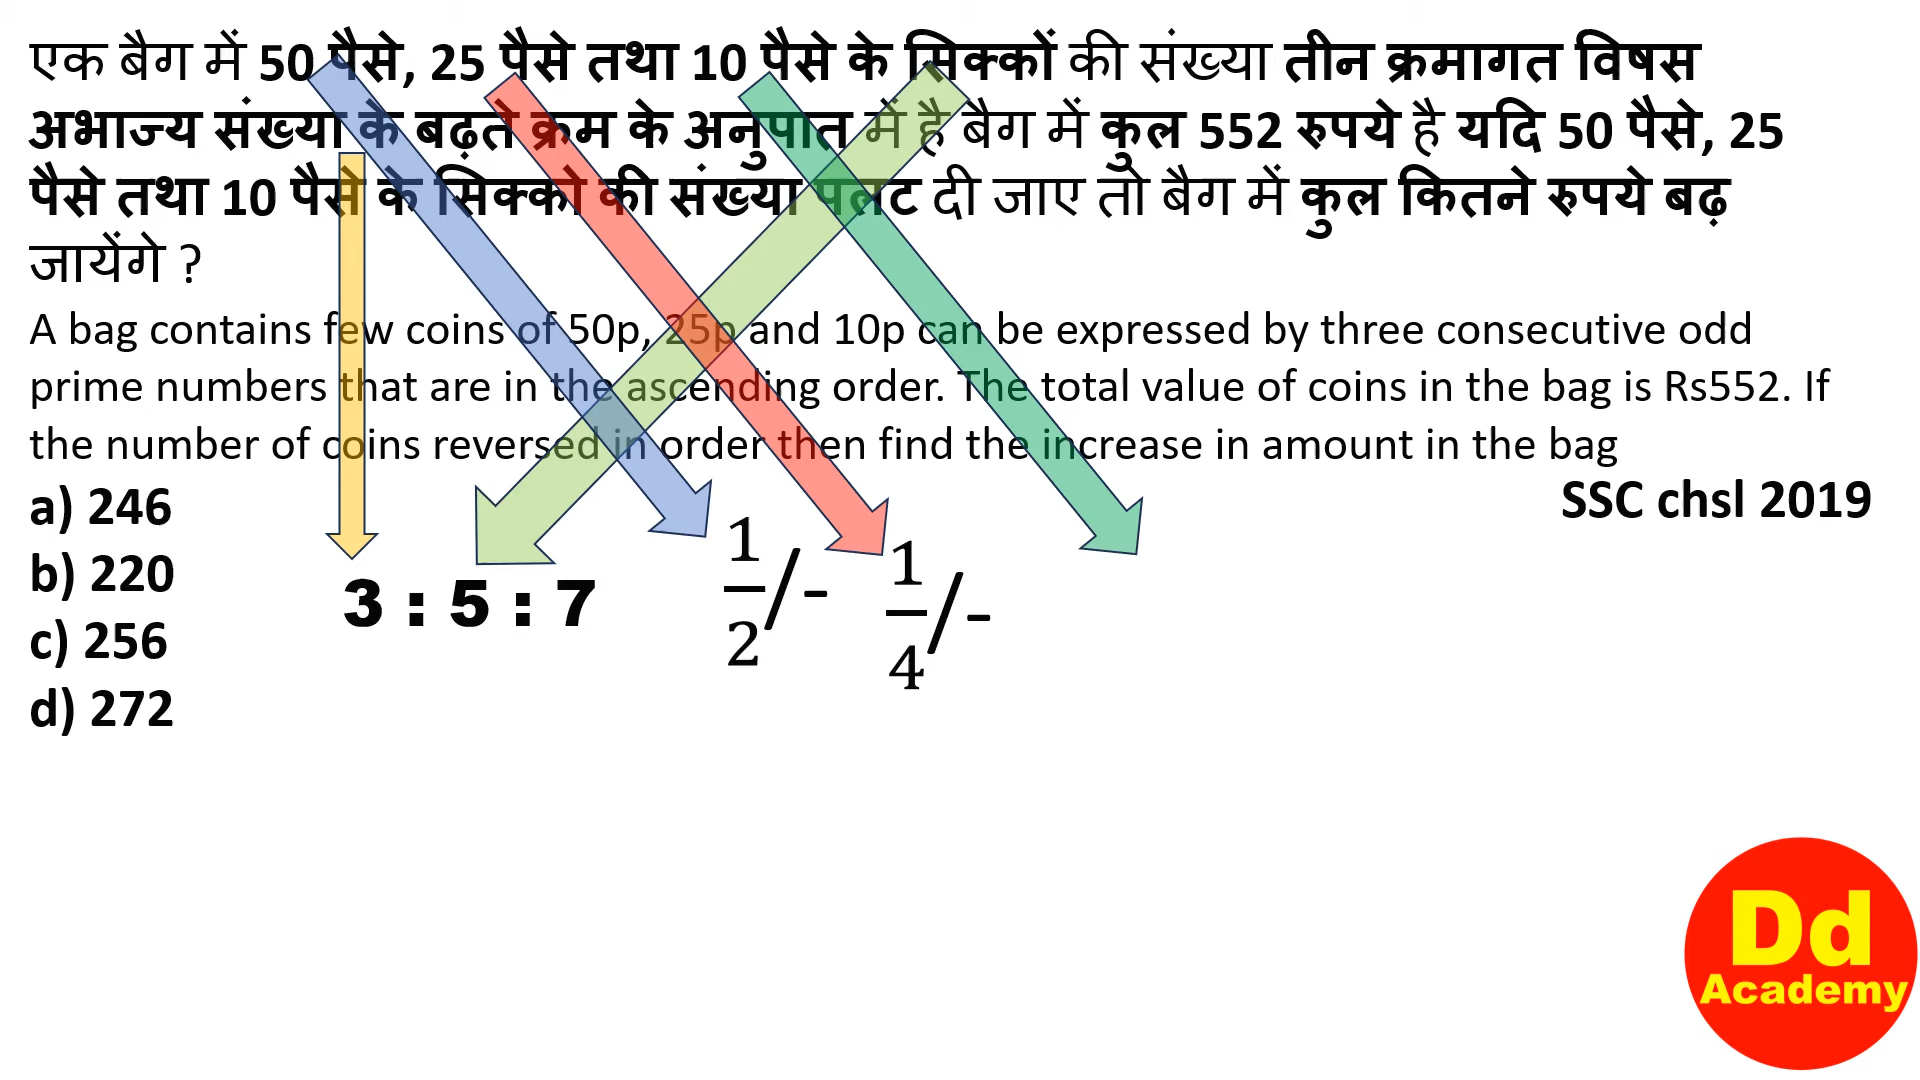 एक बैग में 50 पैसे, 25 पैसे तथा 10 पैसे के सिक्कों की संख्या तीन क्रमागत विषस
अभाज्य संख्या के बढ़ते क्रम के अनुपात में है बैग में कुल 552 रुपये है यदि 50 पैसे, 25
पैसे तथा 10 पैसे के सिक्को की संख्या पलट दी जाए तो बैग में कुल कितने रुपये बढ़
जायेंगे ?
A bag contains few coins of 50p, 25p and 10p can be expressed by three consecutive odd
prime numbers that are in the ascending order. The total value of coins in the bag is Rs552. If
the number of coins reversed in order then find the increase in amount in the bag
a) 246
SSC chsl 2019
b) 220
c) 256
d) 272
3 : 5 : 7
1/2/-
1/4/-
Dd
Academy